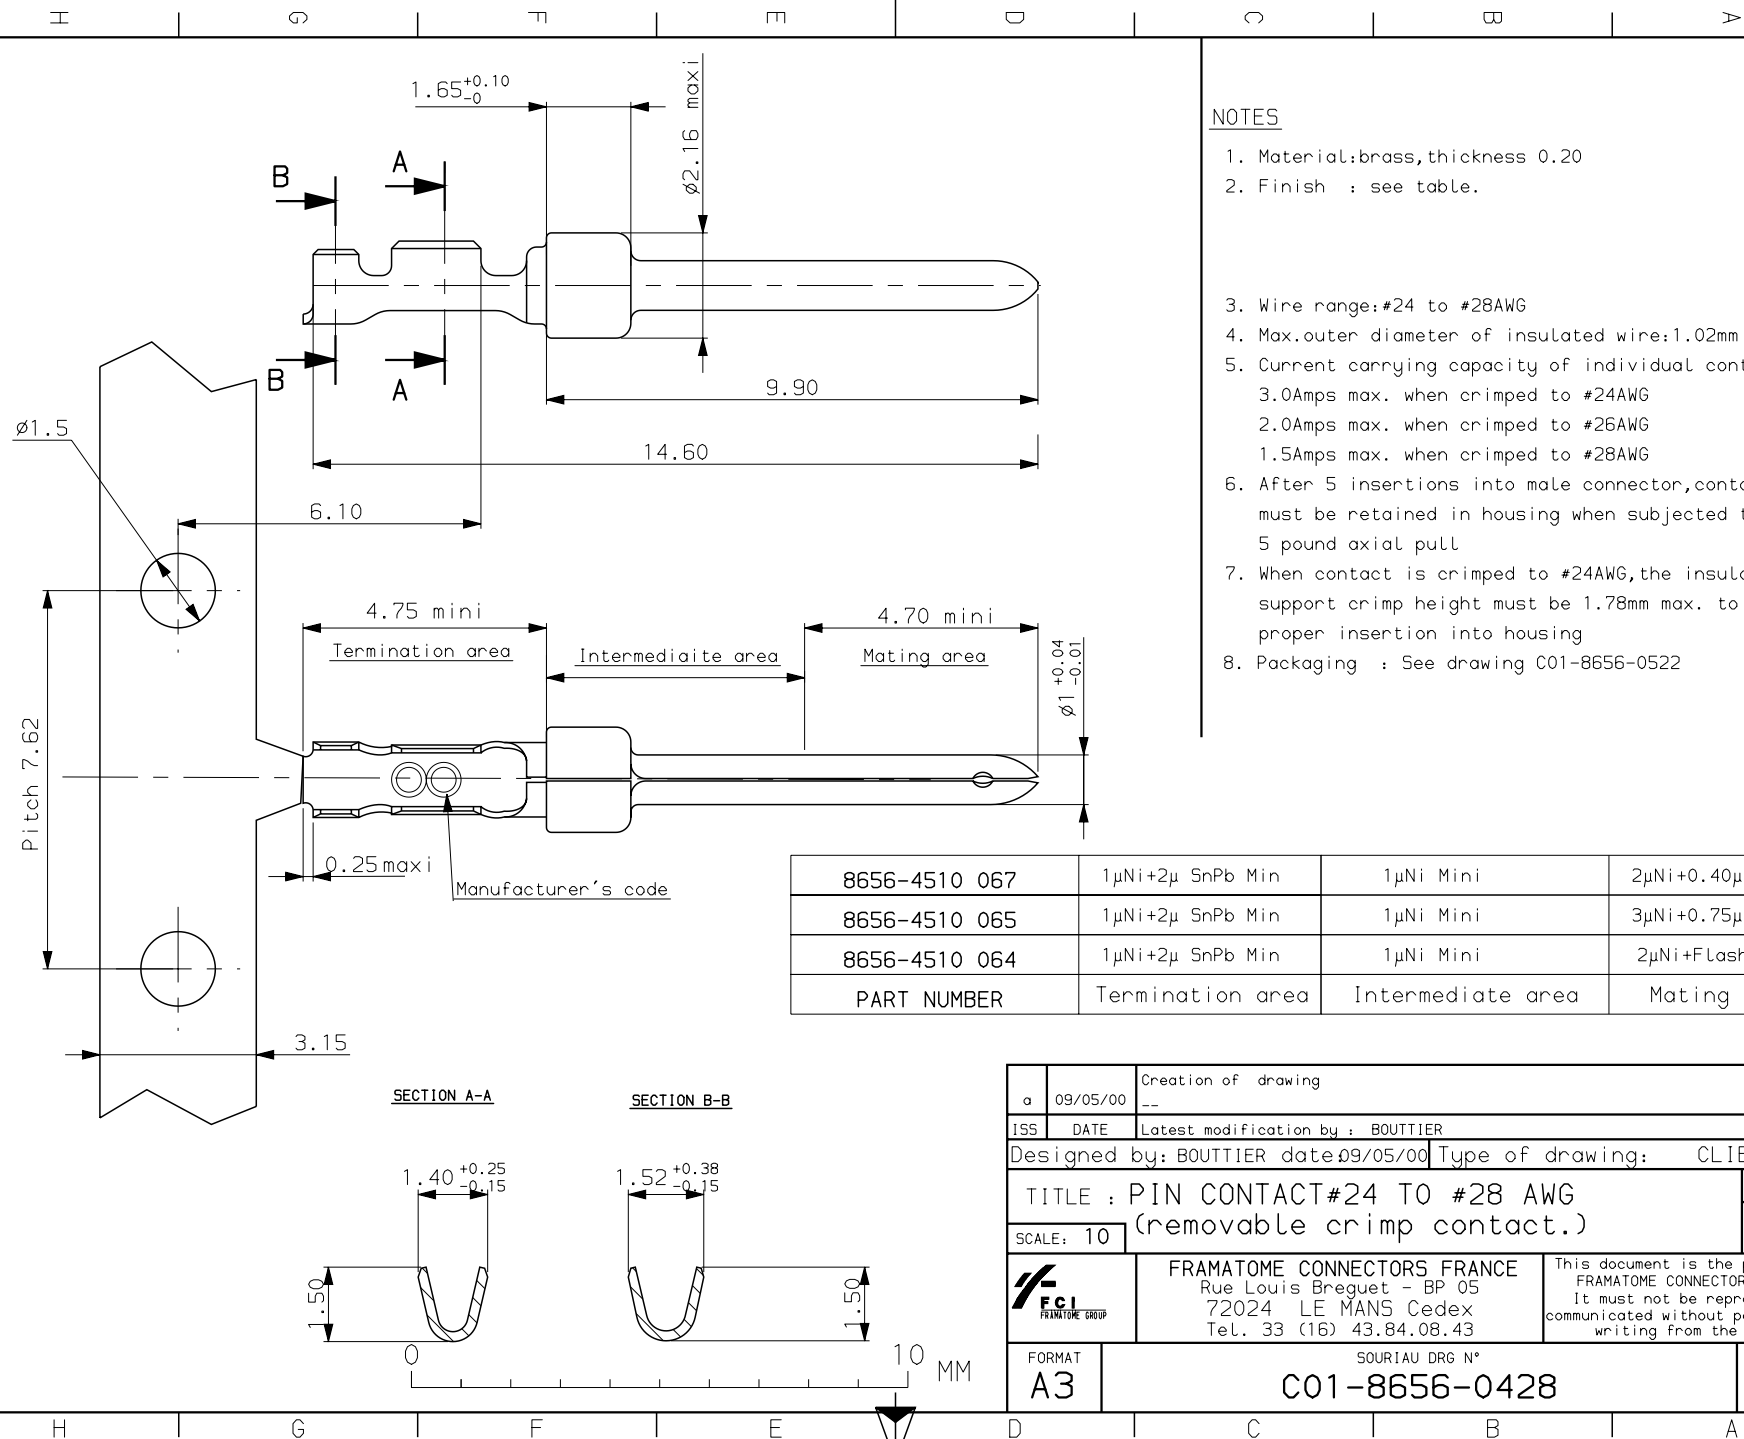 H G F E D C B A
1.65 +0.10 -0
ø2.16 maxi
B A
B A
9.90
14.60
ø1.5
6.10
4.75 mini
Termination area
Intermediaite area
4.70 mini
Mating area
ø1 +0.04 -0.01
Pitch 7.62
0.25 maxi
Manufacturer's code
3.15
NOTES
1. Material:brass,thickness 0.20
2. Finish : see table.
3. Wire range:#24 to #28AWG
4. Max.outer diameter of insulated wire:1.02mm
5. Current carrying capacity of individual
3.0Amps max. when crimped to #24AWG
2.0Amps max. when crimped to #26AWG
1.5Amps max. when crimped to #28AWG
6. After 5 insertions into male connector,
must be retained in housing when subjected
5 pound axial pull
7. When contact is crimped to #24AWG,the
support crimp height must be 1.78mm max. to
proper insertion into housing
8. Packaging : See drawing C01-8656-0522
8656-4510 067 1µNi+2µ SnPb Min 1µNi Mini 2µNi+0.40µ
8656-4510 065 1µNi+2µ SnPb Min 1µNi Mini 3µNi+0.75µ
8656-4510 064 1µNi+2µ SnPb Min 1µNi Mini 2µNi+Flash
PART NUMBER Termination area Intermediate area Mating
SECTION A-A
1.40 +0.25 -0.15
1.50
SECTION B-B
1.52 +0.38 -0.15
1.50
0 10 MM
a 09/05/00 Creation of drawing
--
ISS DATE Latest modification by : BOUTTIER
Designed by: BOUTTIER date:09/05/00 Type of drawing:
TITLE : PIN CONTACT#24 TO #28 AWG
(removable crimp contact.)
SCALE: 10
FCI
FRAMATOME GROUP
FRAMATOME CONNECTORS FRANCE
Rue Louis Breguet - BP 05
72024 LE MANS Cedex
Tel. 33 (16) 43.84.08.43
This document is the
FRAMATOME
It must not be
communicated without
writing from the
FORMAT
A3
SOURIAU DRG N°
C01-8656-0428
H G F E D C B A